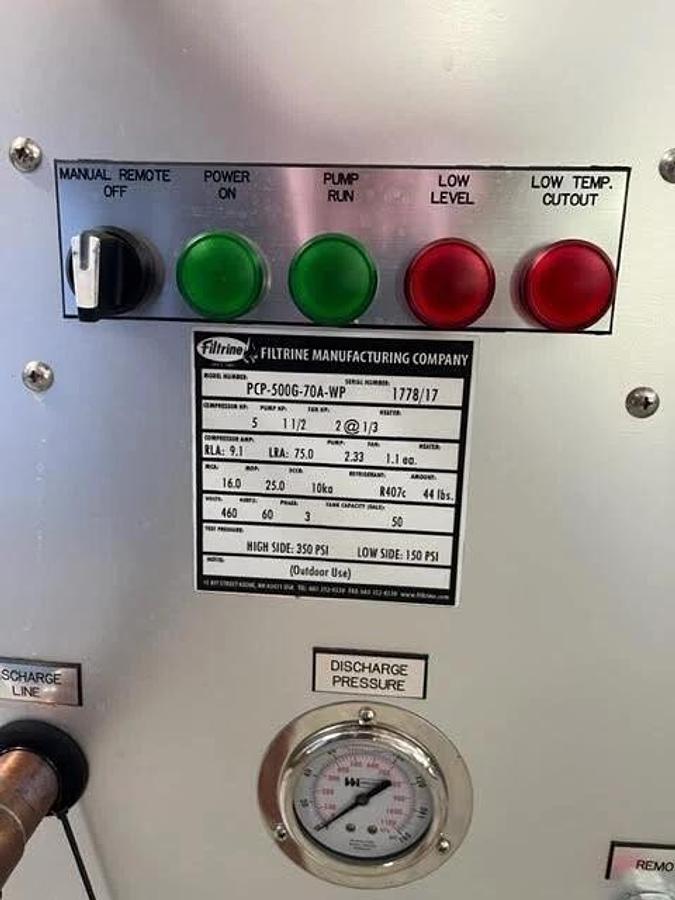 MANUAL REMOTE
OFF
POWER
ON
PUMP
RUN
LOW
LEVEL
LOW TEMP.
CUTOUT
Filtrine
FILTRINE MANUFACTURING COMPANY
MODEL NUMBER: SERIAL NUMBER:
PCP-500G-70A-WP 1778/17
COMPRESSOR HP: PUMP HP: FAN HP: HEATER:
5 1 1/2 2 @ 1/3
COMPRESSOR AMP: PUMP: FAN: HEATER:
RLA: 9.1 LRA: 75.0 2.33 1.1 ea.
MCA: MOP: SCCR: REFRIGERANT: AMOUNT:
16.0 25.0 10ka R407c 44 lbs.
VOLTS: HERTZ: PHASE: TANK CAPACITY (GALS):
460 60 3 50
TEST PRESSURE:
HIGH SIDE: 350 PSI LOW SIDE: 150 PSI
NOTES:
(Outdoor Use)
DISCHARGE
PRESSURE
SCHARGE
LINE
REMO